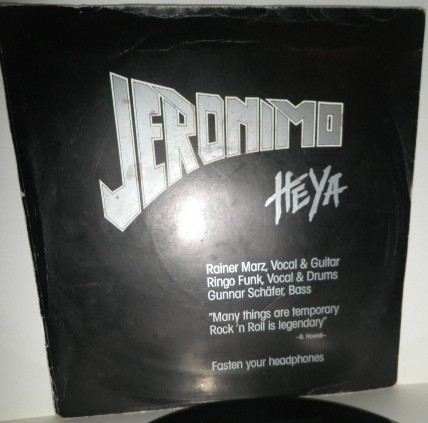 JERONIMO
HEYA
Rainer Marz, Vocal & Guitar
Ringo Funk, Vocal & Drums
Gunnar Schäfer, Bass
"Many things are temporary
Rock 'n Roll is legendary"
–B. Howell–
Fasten your headphones